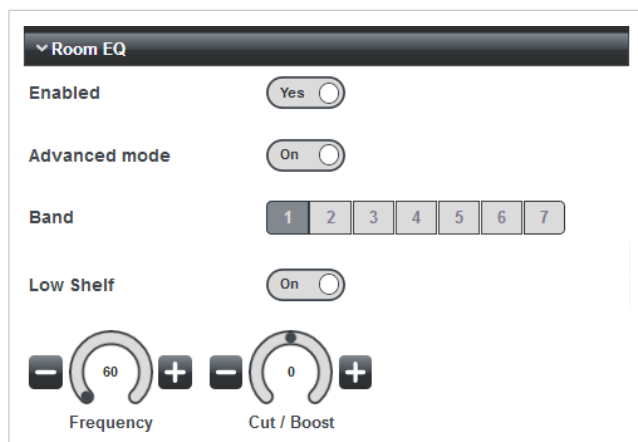 Room EQ
Enabled Yes
Advanced mode On
Band 1 2 3 4 5 6 7
Low Shelf On
60 0
Frequency Cut / Boost